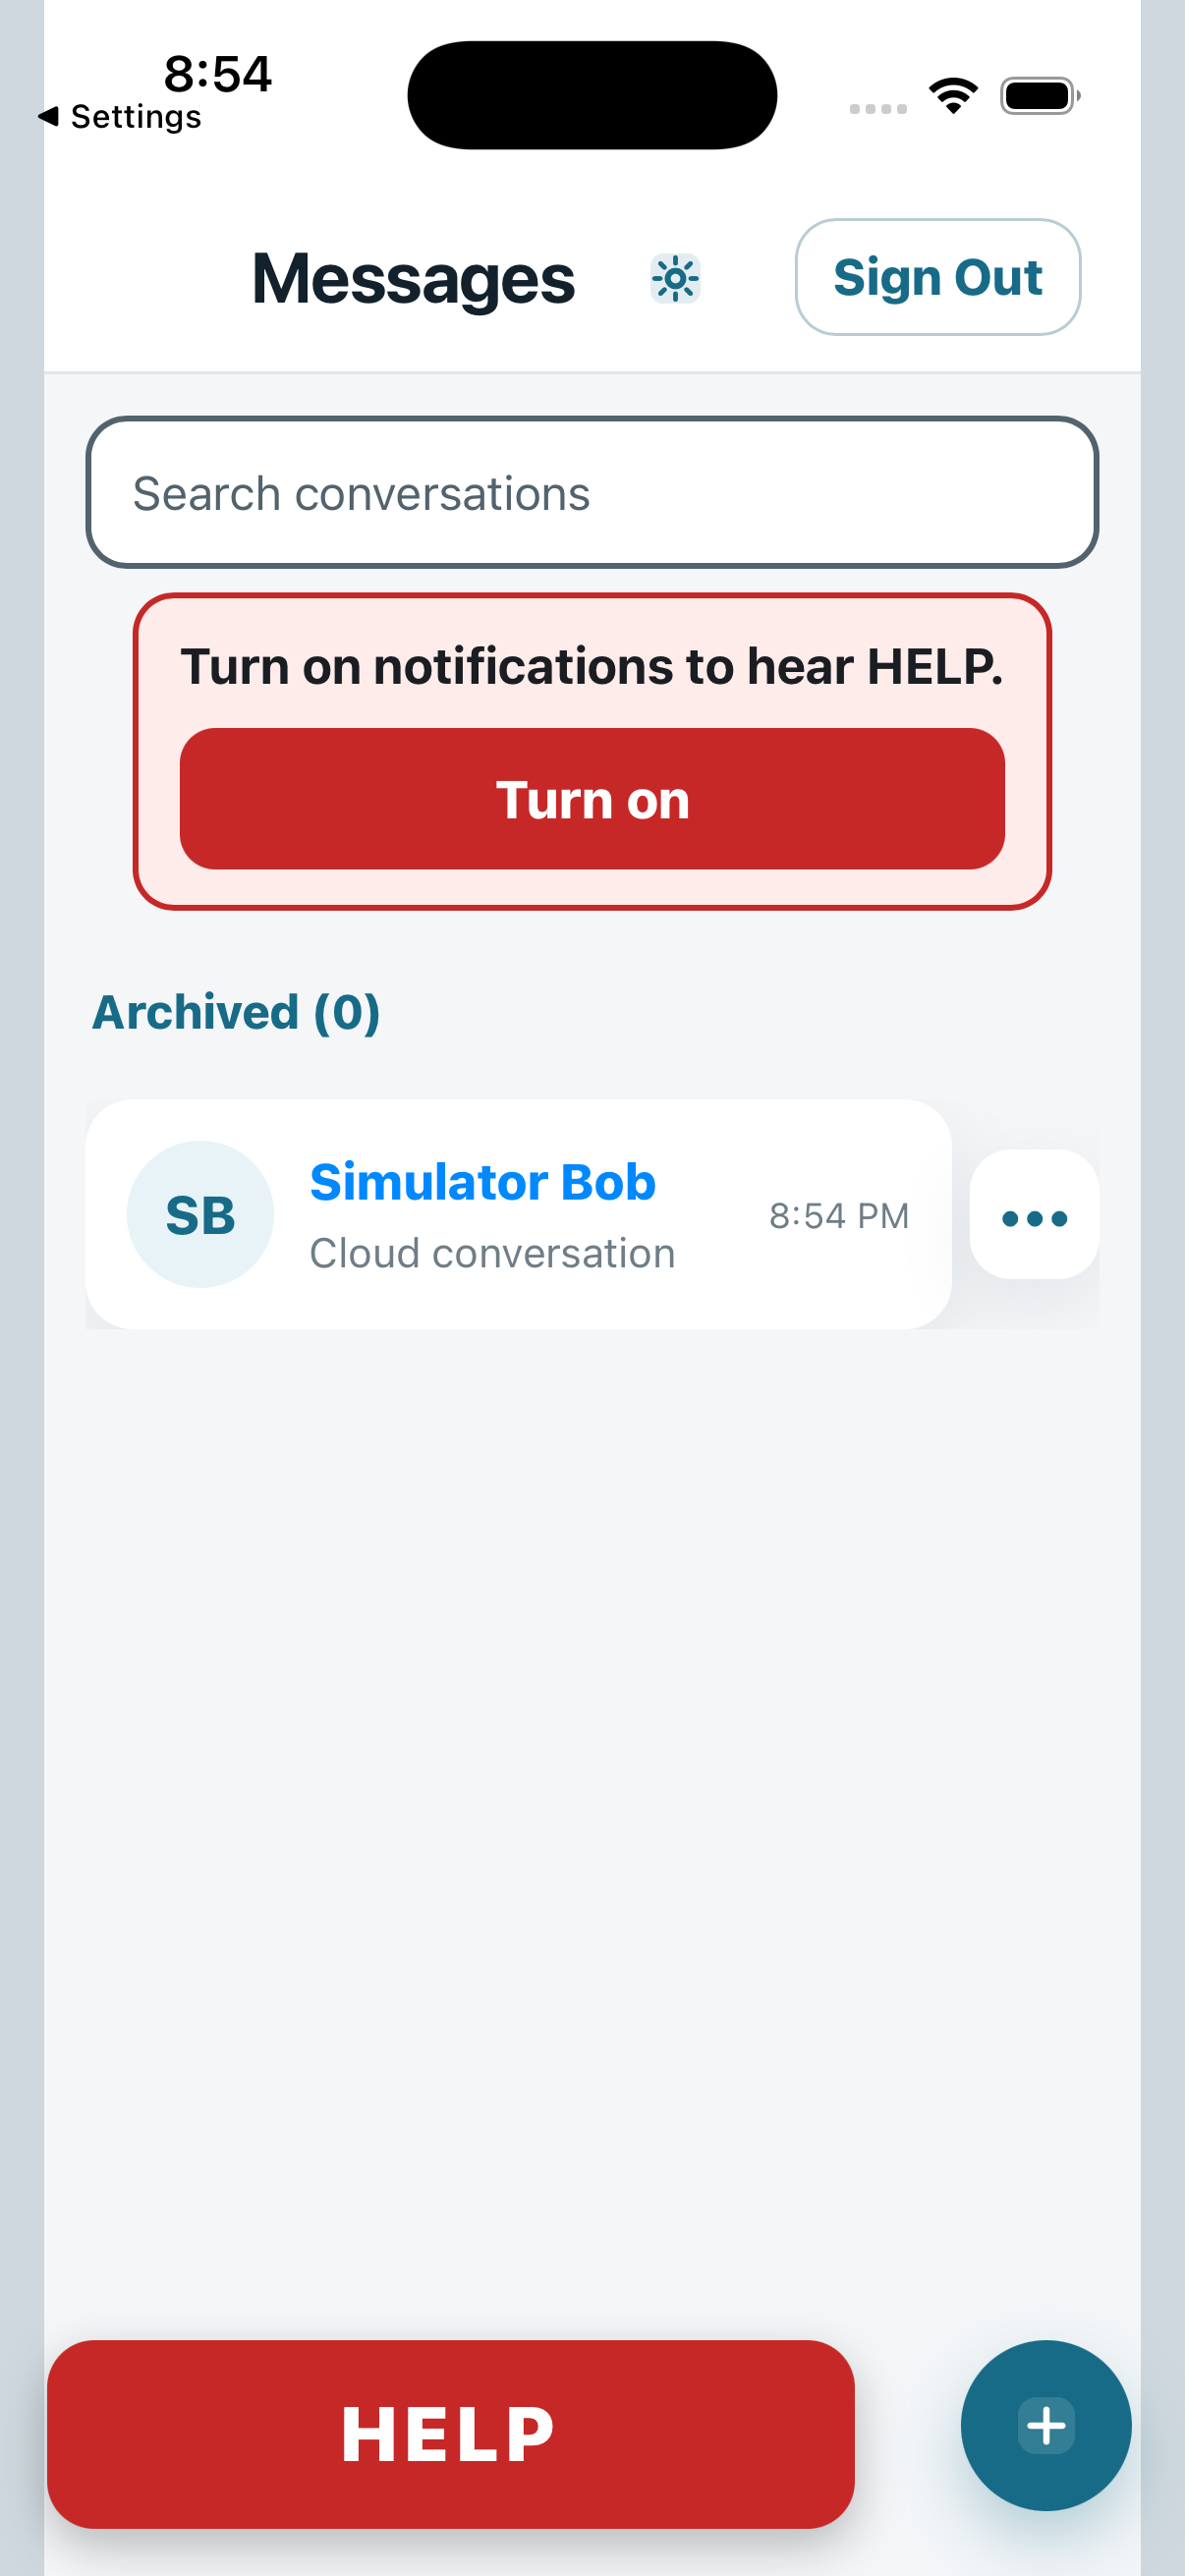 8:54
◀ Settings
Messages
Sign Out
Search conversations
Turn on notifications to hear HELP.
Turn on
Archived (0)
SB
Simulator Bob
Cloud conversation
8:54 PM
HELP